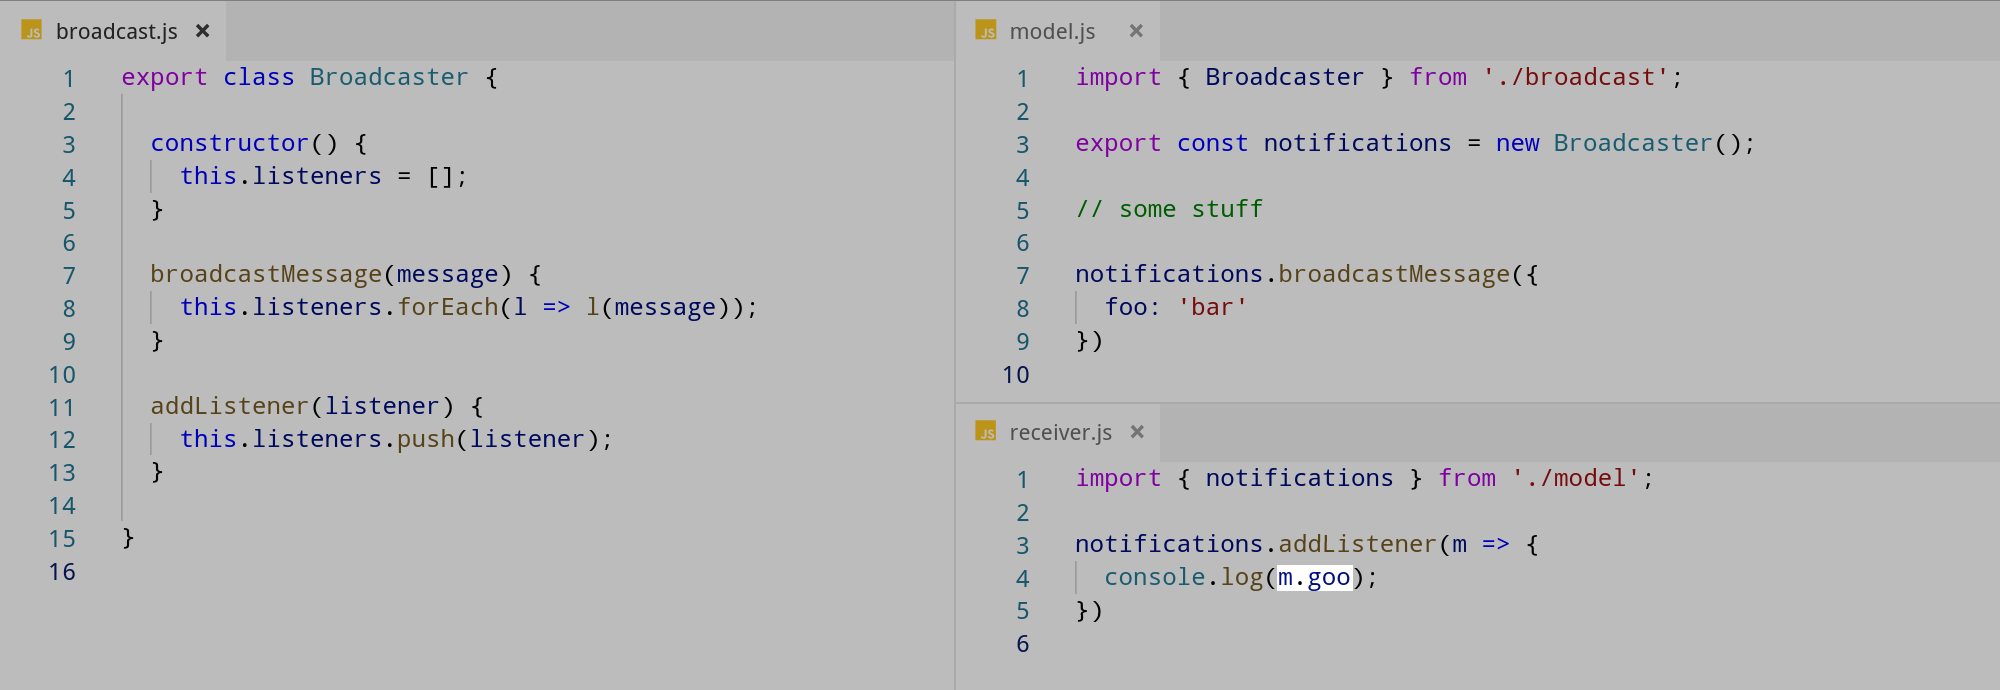 JS broadcast.js ×
1 export class Broadcaster {
2
3 constructor() {
4 this.listeners = [];
5 }
6
7 broadcastMessage(message) {
8 this.listeners.forEach(l => l(message));
9 }
10
11 addListener(listener) {
12 this.listeners.push(listener);
13 }
14
15 }
16
JS model.js ×
1 import { Broadcaster } from './broadcast';
2
3 export const notifications = new Broadcaster();
4
5 // some stuff
6
7 notifications.broadcastMessage({
8 foo: 'bar'
9 })
10
JS receiver.js ×
1 import { notifications } from './model';
2
3 notifications.addListener(m => {
4 console.log(m.goo);
5 })
6